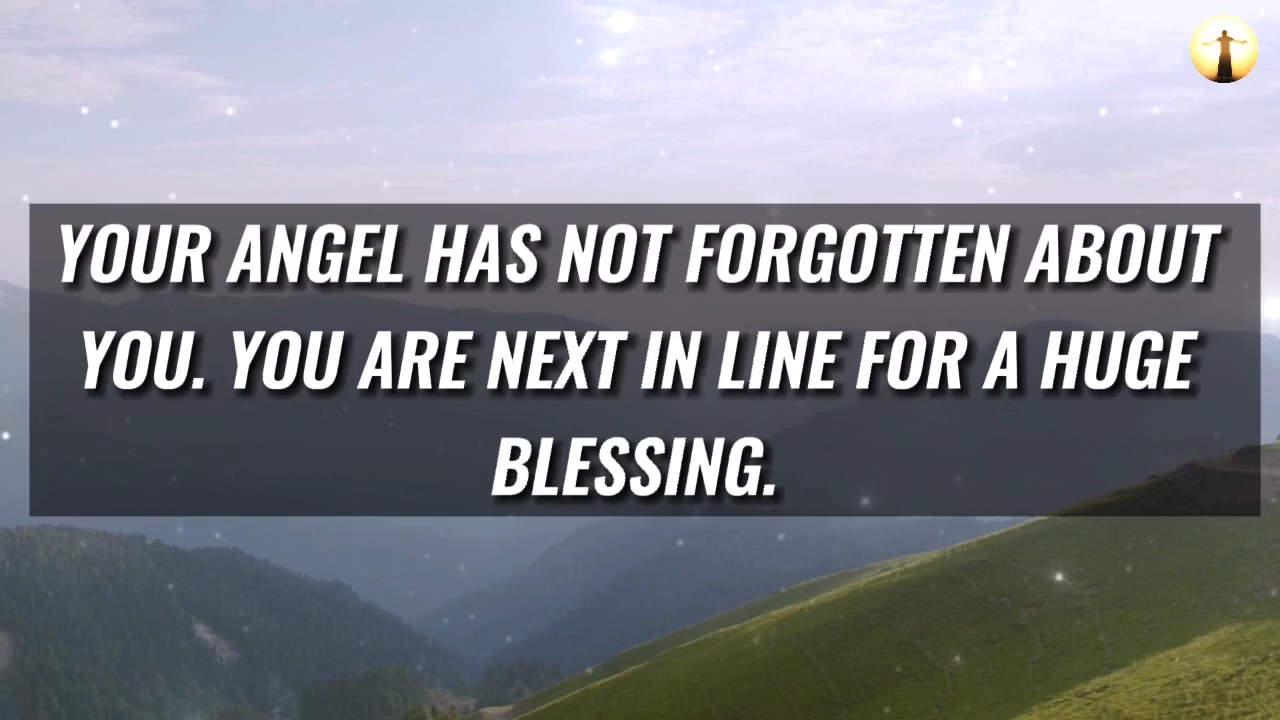 YOUR ANGEL HAS NOT FORGOTTEN ABOUT
YOU. YOU ARE NEXT IN LINE FOR A HUGE
BLESSING.